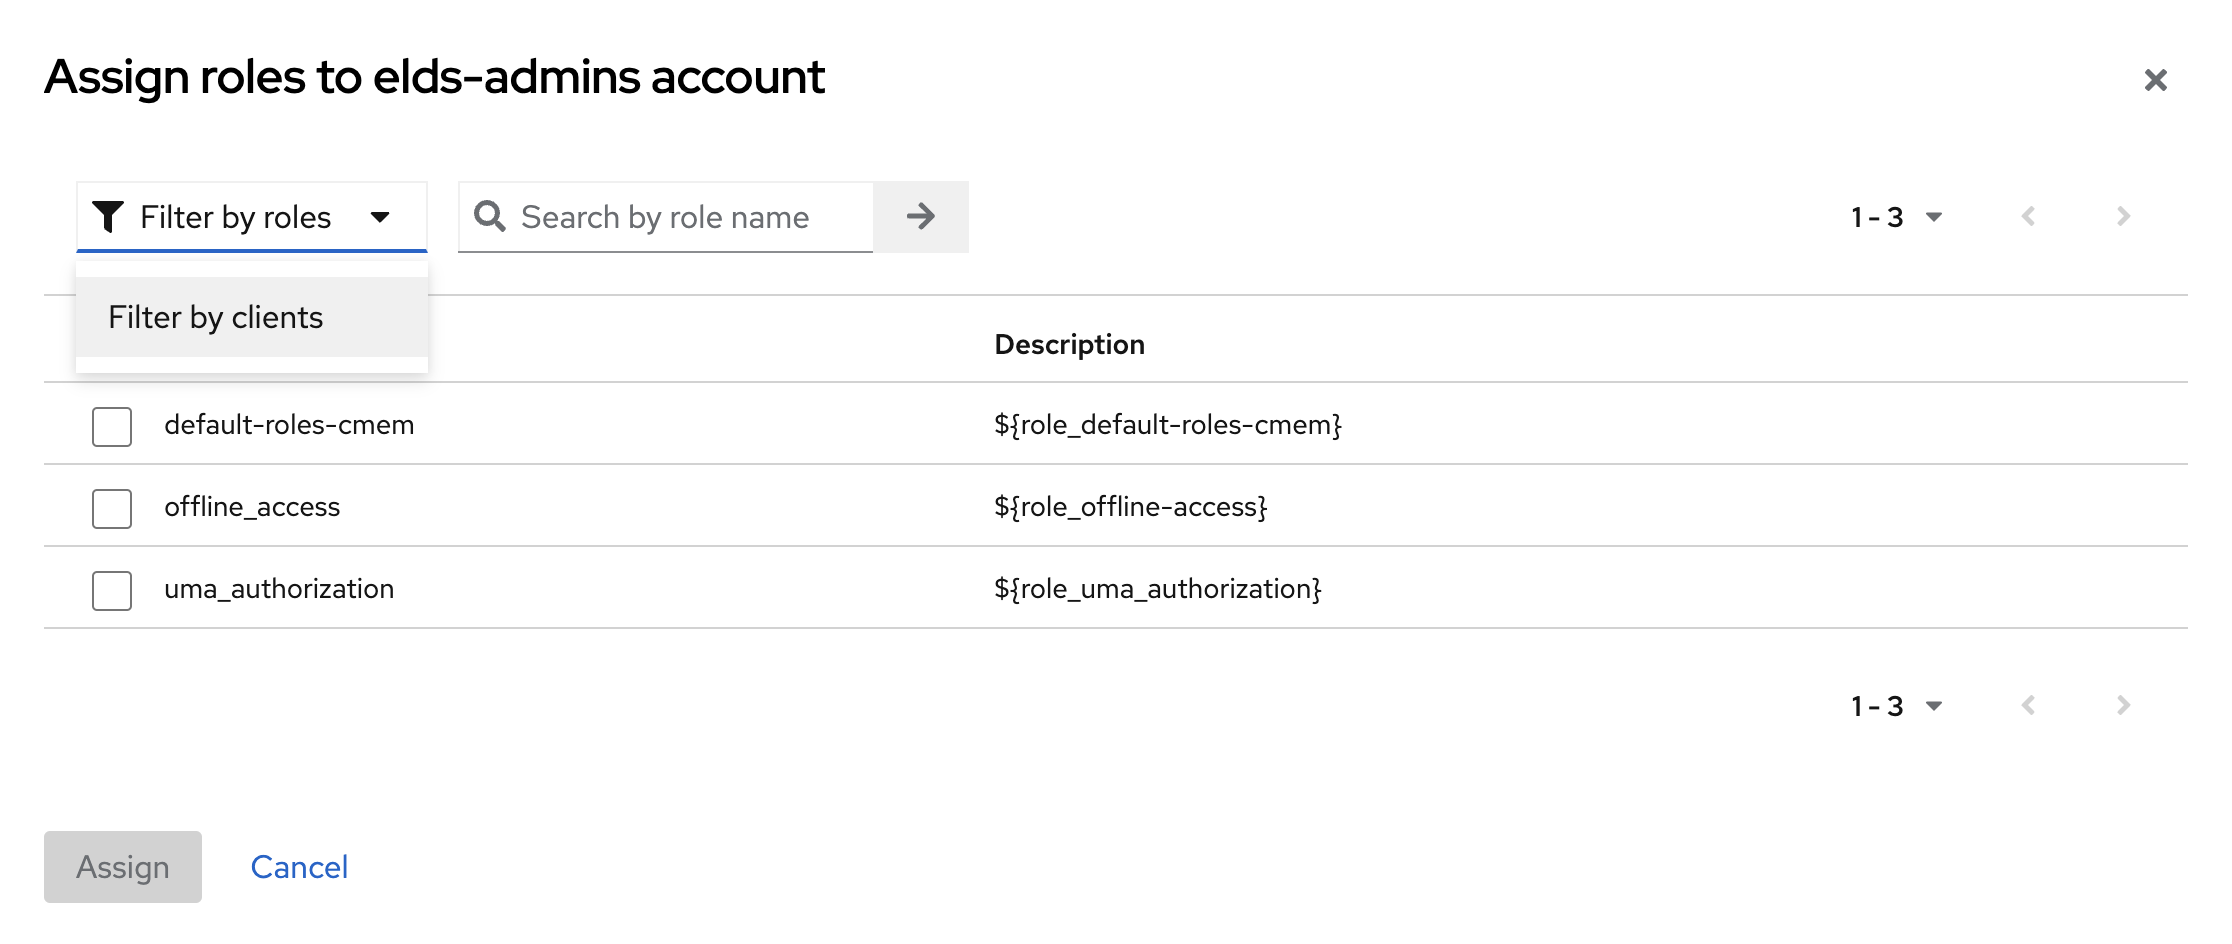 Assign roles to elds-admins account
Filter by roles
Search by role name
1 - 3
Filter by clients
Description
default-roles-cmem
${role_default-roles-cmem}
offline_access
${role_offline-access}
uma_authorization
${role_uma_authorization}
1 - 3
Assign
Cancel